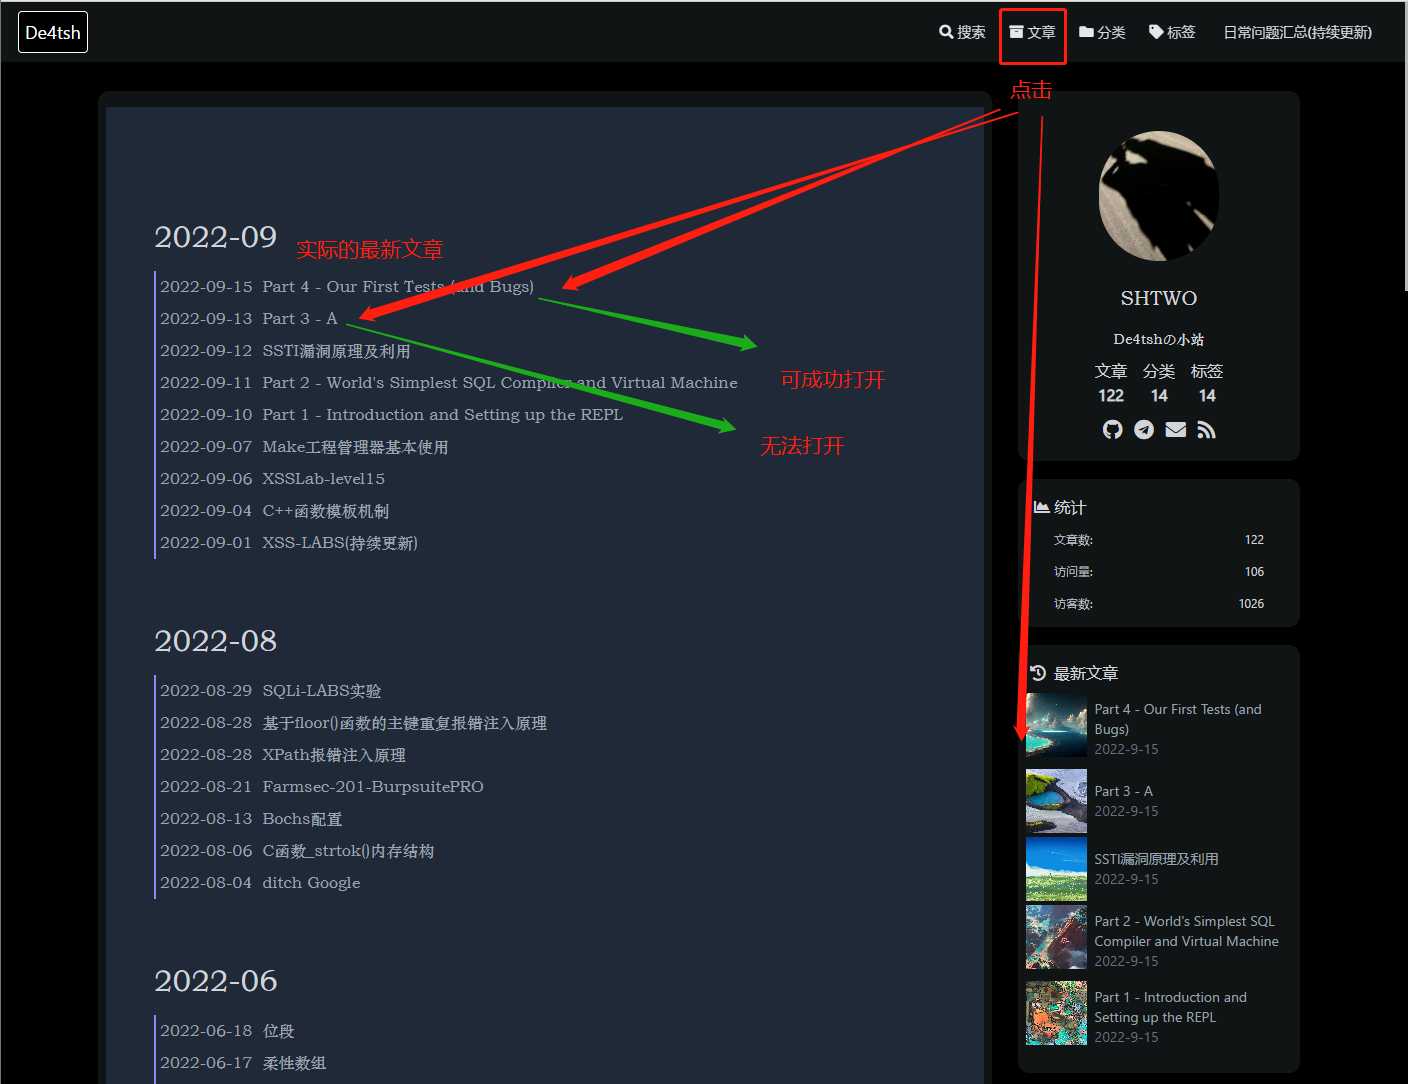 De4tsh
搜索
文章
分类
标签
日常问题汇总(持续更新)
点击
2022-09
实际的最新文章
2022-09-15 Part 4 - Our First Tests (and Bugs)
2022-09-13 Part 3 - A
2022-09-12 SSTI漏洞原理及利用
2022-09-11 Part 2 - World's Simplest SQL Compiler and Virtual Machine
2022-09-10 Part 1 - Introduction and Setting up the REPL
2022-09-07 Make工程管理器基本使用
2022-09-06 XSSLab-level15
2022-09-04 C++函数模板机制
2022-09-01 XSS-LABS(持续更新)
可成功打开
无法打开
2022-08
2022-08-29 SQLi-LABS实验
2022-08-28 基于floor()函数的主键重复报错注入原理
2022-08-28 XPath报错注入原理
2022-08-21 Farmsec-201-BurpsuitePRO
2022-08-13 Bochs配置
2022-08-06 C函数_strtok()内存结构
2022-08-04 ditch Google
2022-06
2022-06-18 位段
2022-06-17 柔性数组
SHTWO
De4tshの小站
文章 分类 标签
122 14 14
统计
文章数: 122
访问量: 106
访客数: 1026
最新文章
Part 4 - Our First Tests (and
Bugs)
2022-9-15
Part 3 - A
2022-9-15
SSTI漏洞原理及利用
2022-9-15
Part 2 - World's Simplest SQL
Compiler and Virtual Machine
2022-9-15
Part 1 - Introduction and
Setting up the REPL
2022-9-15